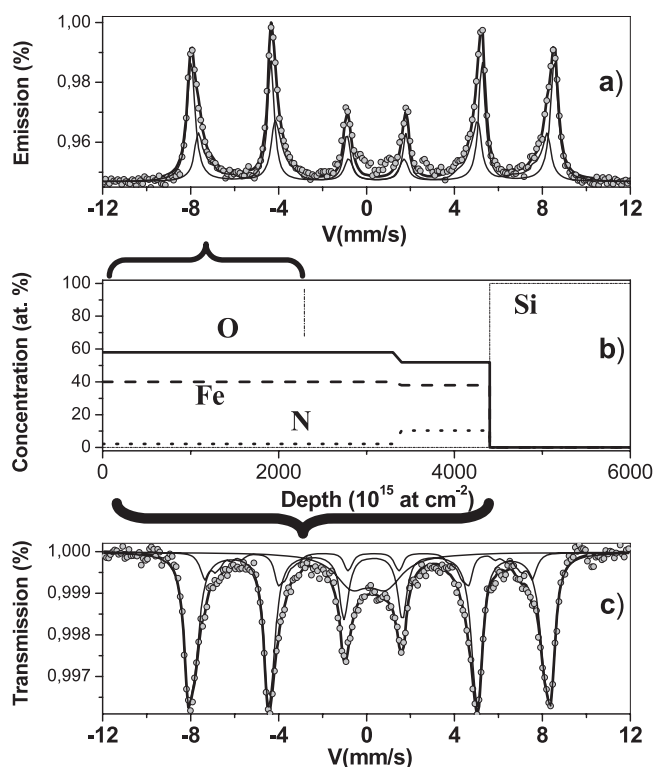 1,00
0,98
0,96
Emission (%)
a)
-12 -8 -4 0 4 8 12
V(mm/s)
100
80
60
40
20
0
Concentration (at. %)
O
Fe
N
Si
b)
0 2000 4000 6000
Depth (10¹⁵ at cm⁻²)
1,000
0,999
0,998
0,997
Transmission (%)
c)
-12 -8 -4 0 4 8 12
V(mm/s)